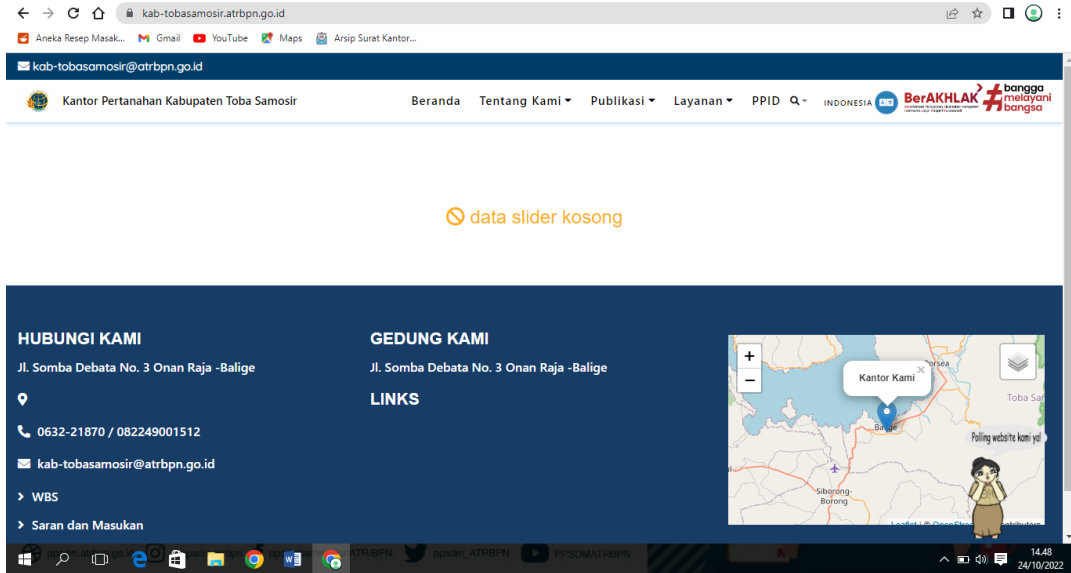 kab-tobasamosir.atrbpn.go.id
Aneka Resep Masak... Gmail YouTube Maps Arsip Surat Kantor...
kab-tobasamosir@atrbpn.go.id
Kantor Pertanahan Kabupaten Toba Samosir Beranda Tentang Kami Publikasi Layanan PPID INDONESIA BerAKHLAK # bangga melayani bangsa
data slider kosong
HUBUNGI KAMI
Jl. Somba Debata No. 3 Onan Raja -Balige
0632-21870 / 082249001512
kab-tobasamosir@atrbpn.go.id
> WBS
> Saran dan Masukan
GEDUNG KAMI
Jl. Somba Debata No. 3 Onan Raja -Balige
LINKS
+
−
Kantor Kami ×
Balige
Siborong-
Borong
Polling website kami ya!
ppsdm_ATRBPN PPSDMATRBPN
14.48
24/10/2022